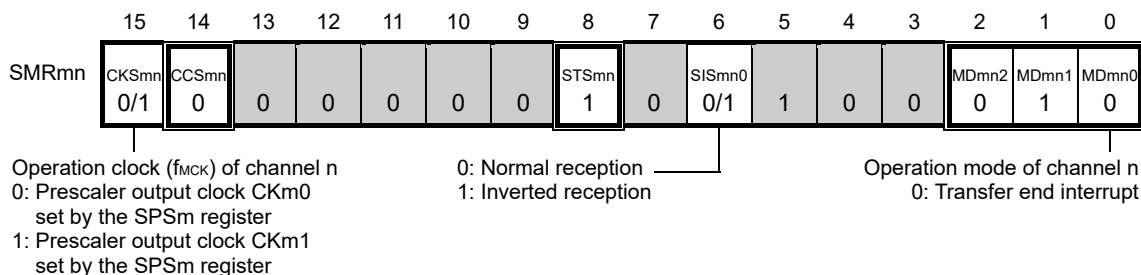 15 14 13 12 11 10 9 8 7 6 5 4 3 2 1 0
SMRmn CKSmn CCSmn STSmn SISmn0 MDmn2 MDmn1 MDmn0
0/1 0 0 0 0 0 0 1 0 0/1 1 0 0 0 1 0
Operation clock (fMCK) of channel n
0: Prescaler output clock CKm0
set by the SPSm register
1: Prescaler output clock CKm1
set by the SPSm register
0: Normal reception
1: Inverted reception
Operation mode of channel n
0: Transfer end interrupt